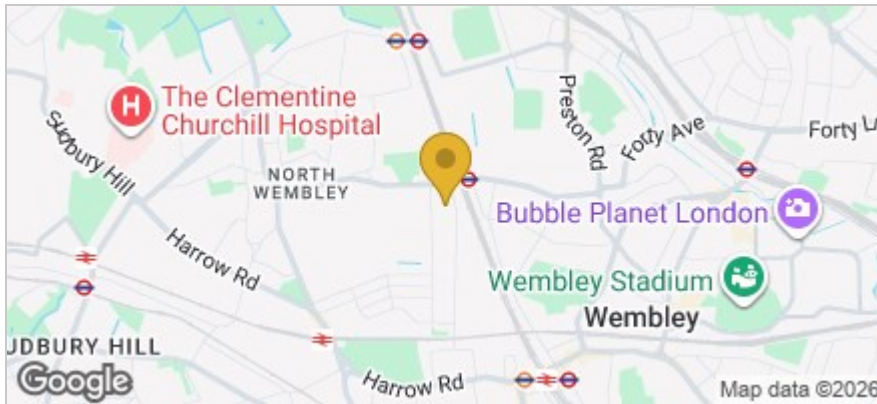 The Clementine
Churchill Hospital
Sudbury Hill
NORTH
WEMBLEY
Preston Rd
Forty Ave
Forty L
Bubble Planet London
Harrow Rd
Wembley Stadium
Wembley
UDBURY HILL
Harrow Rd
Google
Map data ©2026